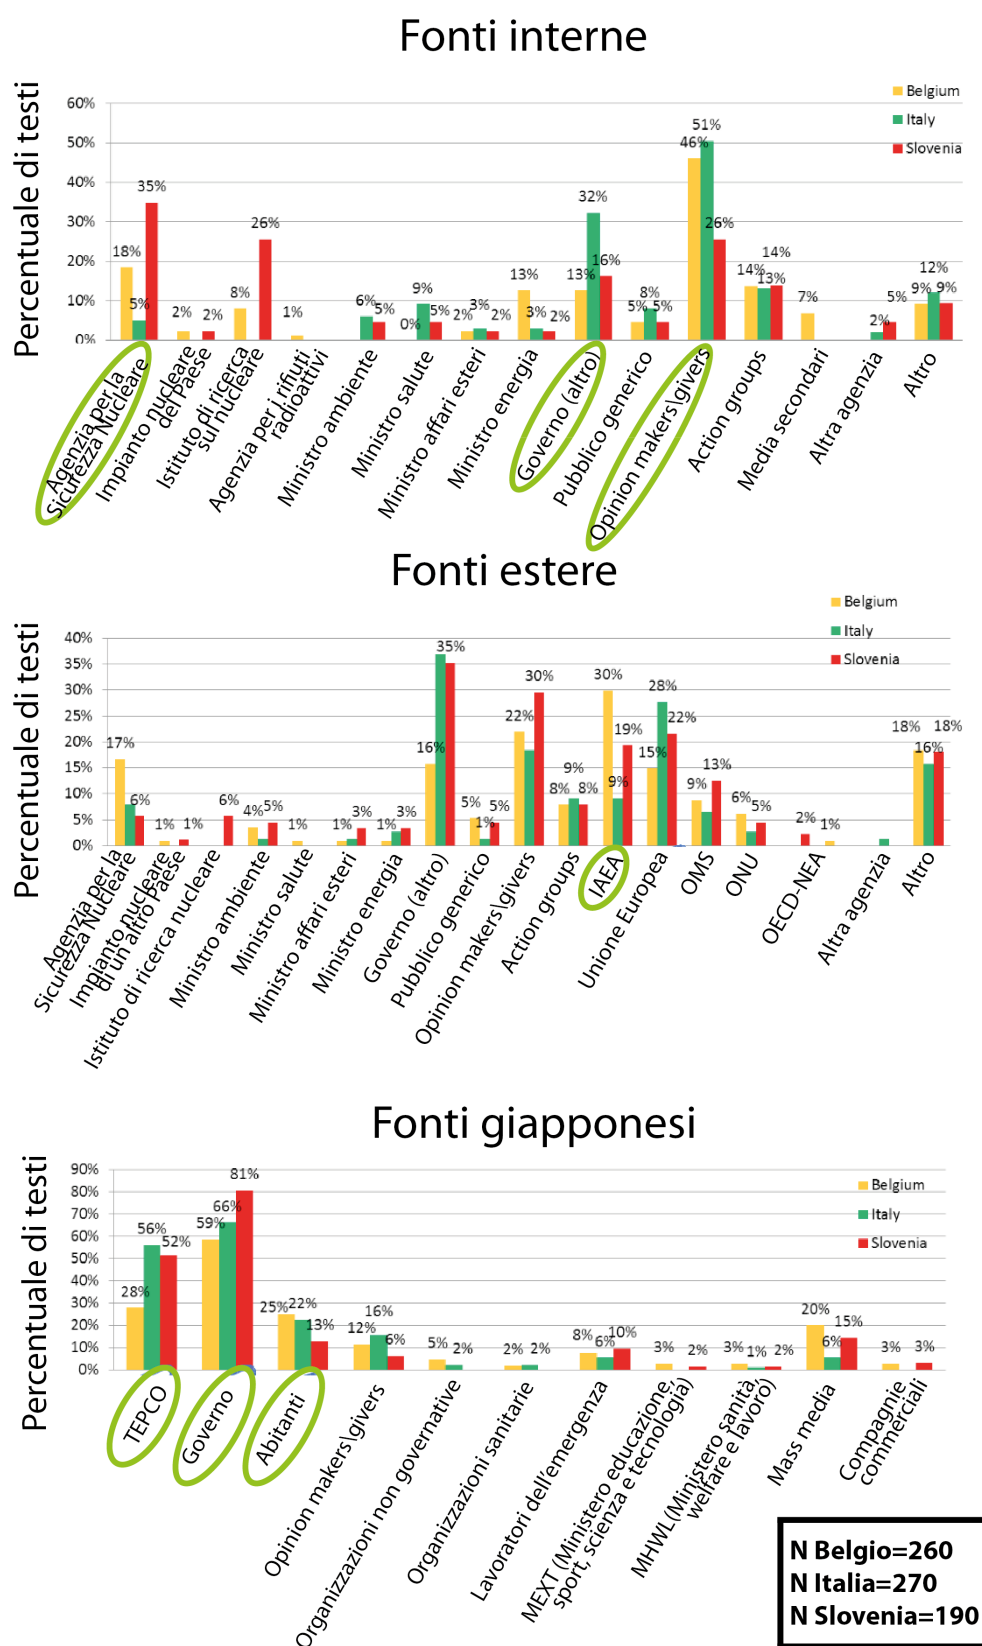 Fonti interne
Percentuale di testi
60%
50%
40%
30%
20%
10%
0%
Belgium
Italy
Slovenia
18%
5%
35%
2%
2%
8%
26%
1%
6%
5%
0%
9%
5%
2%
3%
2%
13%
3%
2%
13%
32%
16%
5%
8%
5%
46%
51%
26%
14%
13%
14%
7%
2%
5%
9%
12%
9%
Agenzia per la
Sicurezza Nucleare
Impianto nucleare
del Paese
Istituto di ricerca
sul nucleare
Agenzia per i rifiuti
radioattivi
Ministro ambiente
Ministro salute
Ministro affari esteri
Ministro energia
Governo (altro)
Pubblico generico
Opinion makers\givers
Action groups
Media secondari
Altra agenzia
Altro
Fonti estere
Percentuale di testi
40%
35%
30%
25%
20%
15%
10%
5%
0%
Belgium
Italy
Slovenia
17%
6%
1%
1%
6%
4%
5%
1%
1%
3%
1%
3%
16%
35%
5%
1%
5%
22%
30%
8%
9%
8%
30%
9%
19%
15%
28%
22%
9%
13%
6%
5%
2%
1%
18%
16%
18%
Agenzia per la
Sicurezza Nucleare
Impianto nucleare
di un altro Paese
Istituto di ricerca nucleare
Ministro ambiente
Ministro salute
Ministro affari esteri
Ministro energia
Governo (altro)
Pubblico generico
Opinion makers\givers
Action groups
IAEA
Unione Europea
OMS
ONU
OECD-NEA
Altra agenzia
Altro
Fonti giapponesi
Percentuale di testi
90%
80%
70%
60%
50%
40%
30%
20%
10%
0%
Belgium
Italy
Slovenia
28%
56%
52%
59%
66%
81%
25%
22%
13%
12%
16%
6%
5%
2%
2%
2%
8%
6%
10%
3%
2%
3%
1%
2%
20%
6%
15%
3%
3%
TEPCO
Governo
Abitanti
Opinion makers\givers
Organizzazioni non governative
Organizzazioni sanitarie
Lavoratori dell'emergenza
MEXT (Ministero educazione,
sport, scienza e tecnologia)
MHWL(Ministero sanità,
welfare e lavoro)
Mass media
Compagnie
commerciali
N Belgio=260
N Italia=270
N Slovenia=190